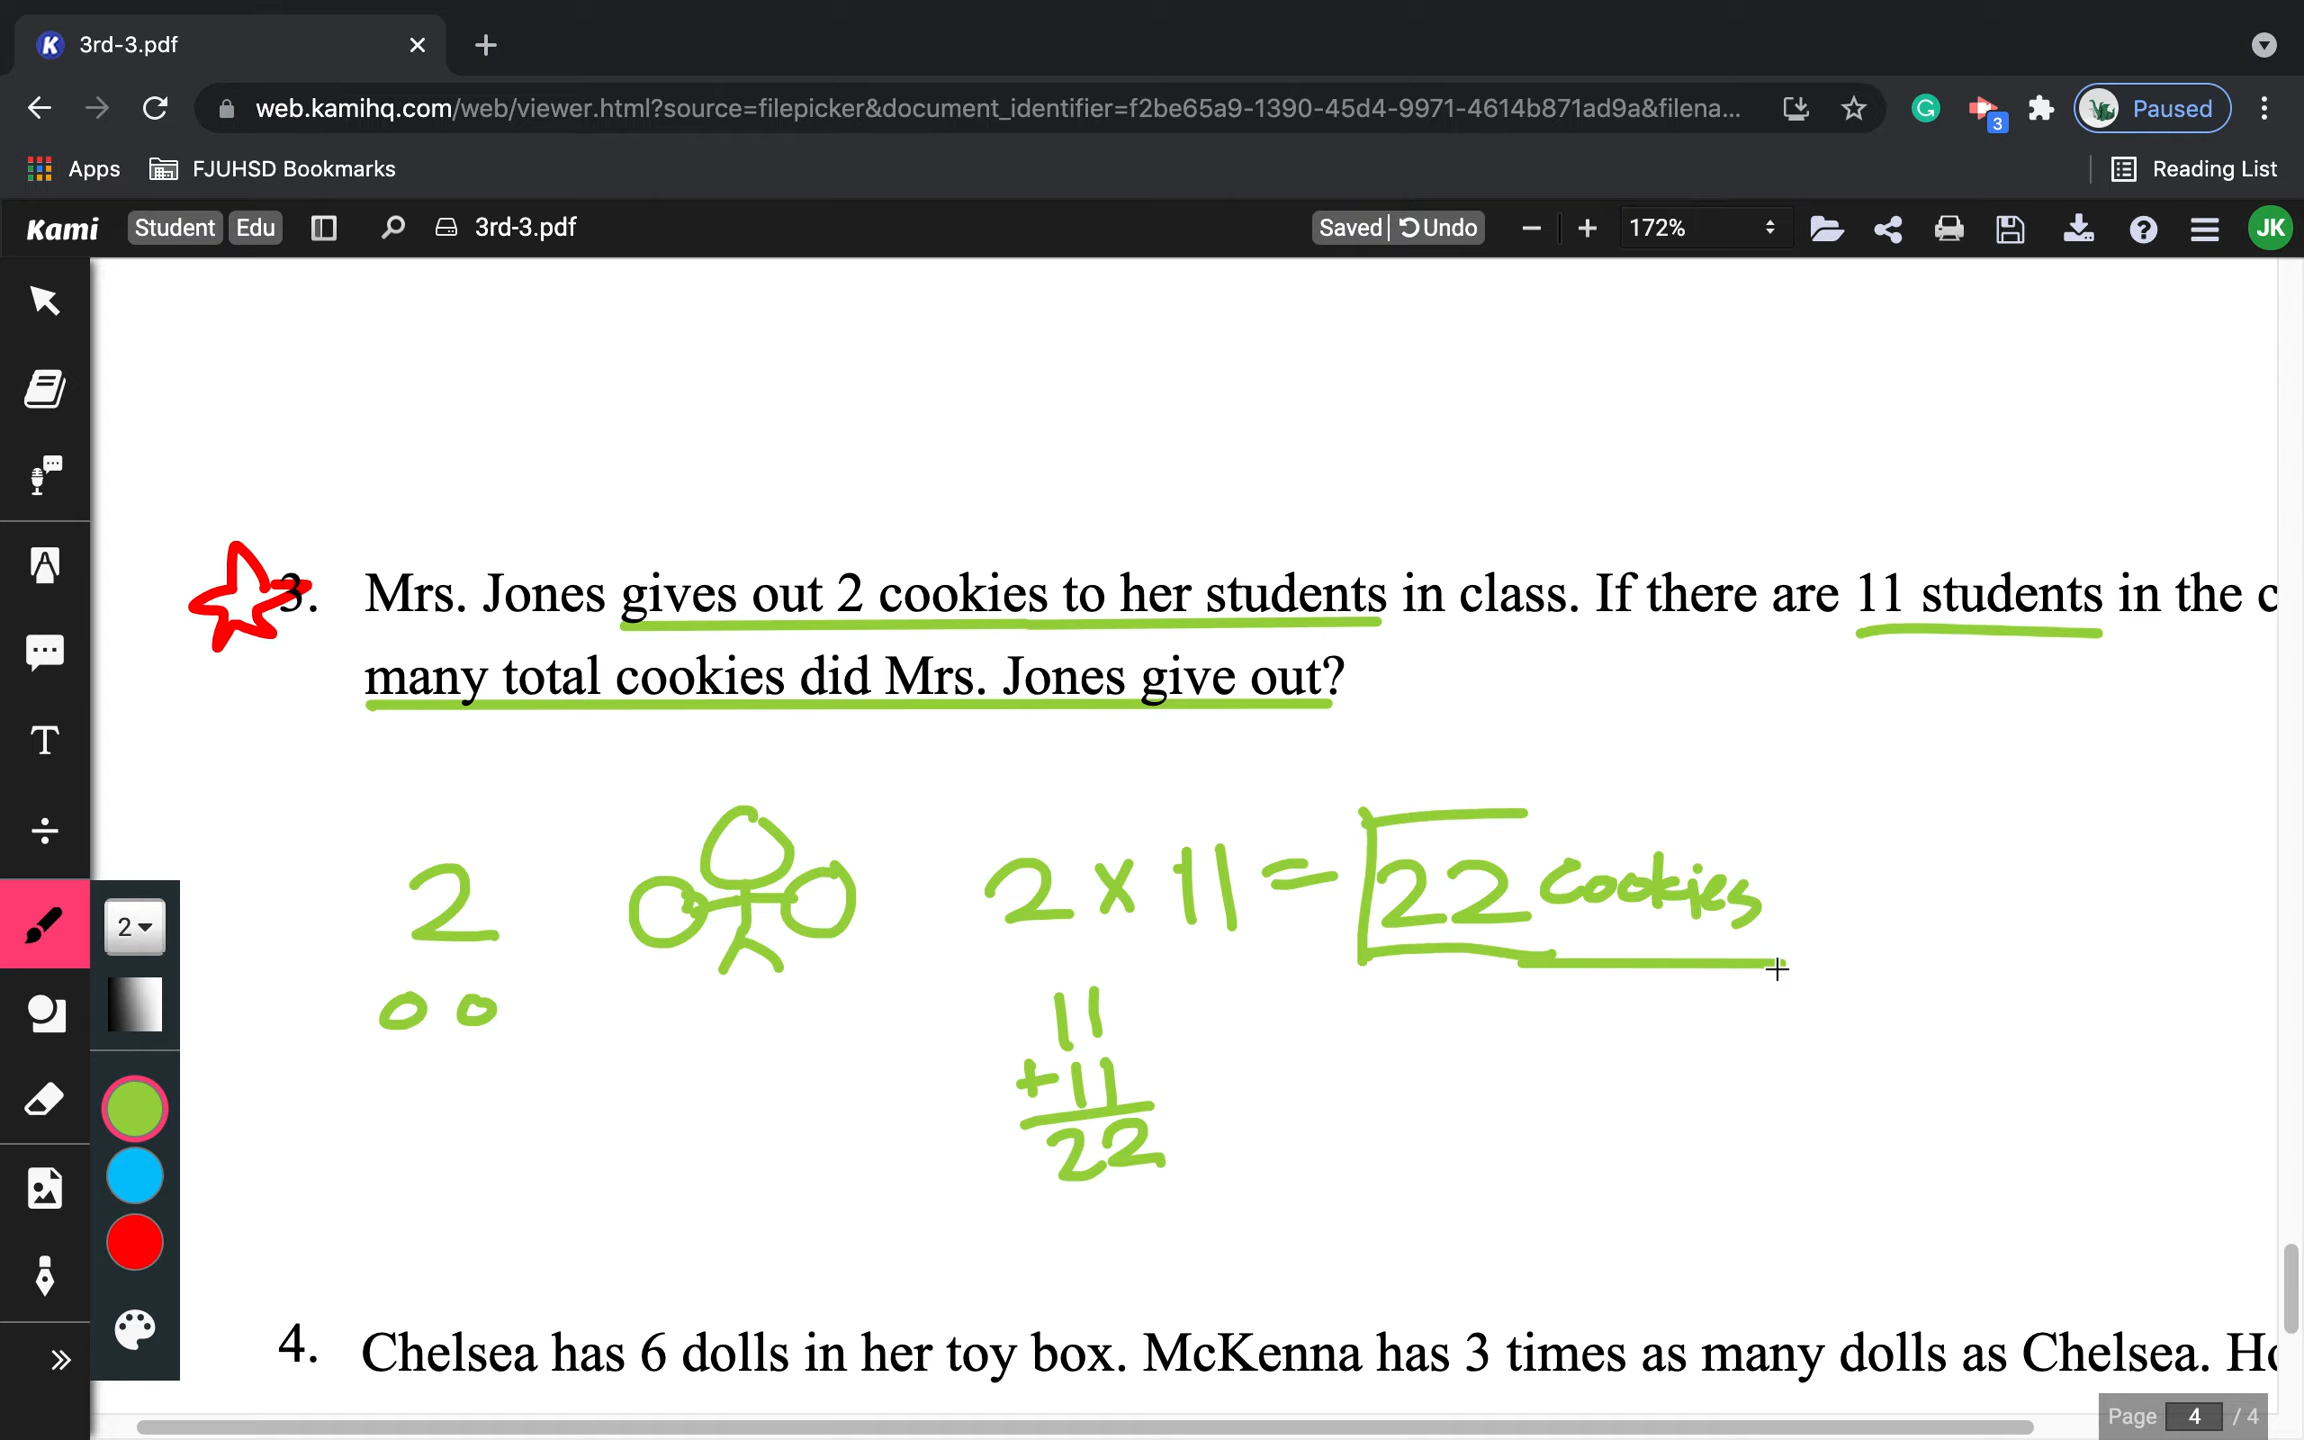 3rd-3.pdf
web.kamihq.com/web/viewer.html?source=filepicker&document_identifier=f2be65a9-1390-45d4-9971-4614b871ad9a&filena...
G
3
Paused
Apps
FJUHSD Bookmarks
Reading List
Kami
Student
Edu
3rd-3.pdf
Saved | Undo
172%
JK
3. Mrs. Jones gives out 2 cookies to her students in class. If there are 11 students in the c
many total cookies did Mrs. Jones give out?
2
2 x 11 = 22 cookies
11
+11
22
2
4. Chelsea has 6 dolls in her toy box. McKenna has 3 times as many dolls as Chelsea. Ho
Page 4 / 4